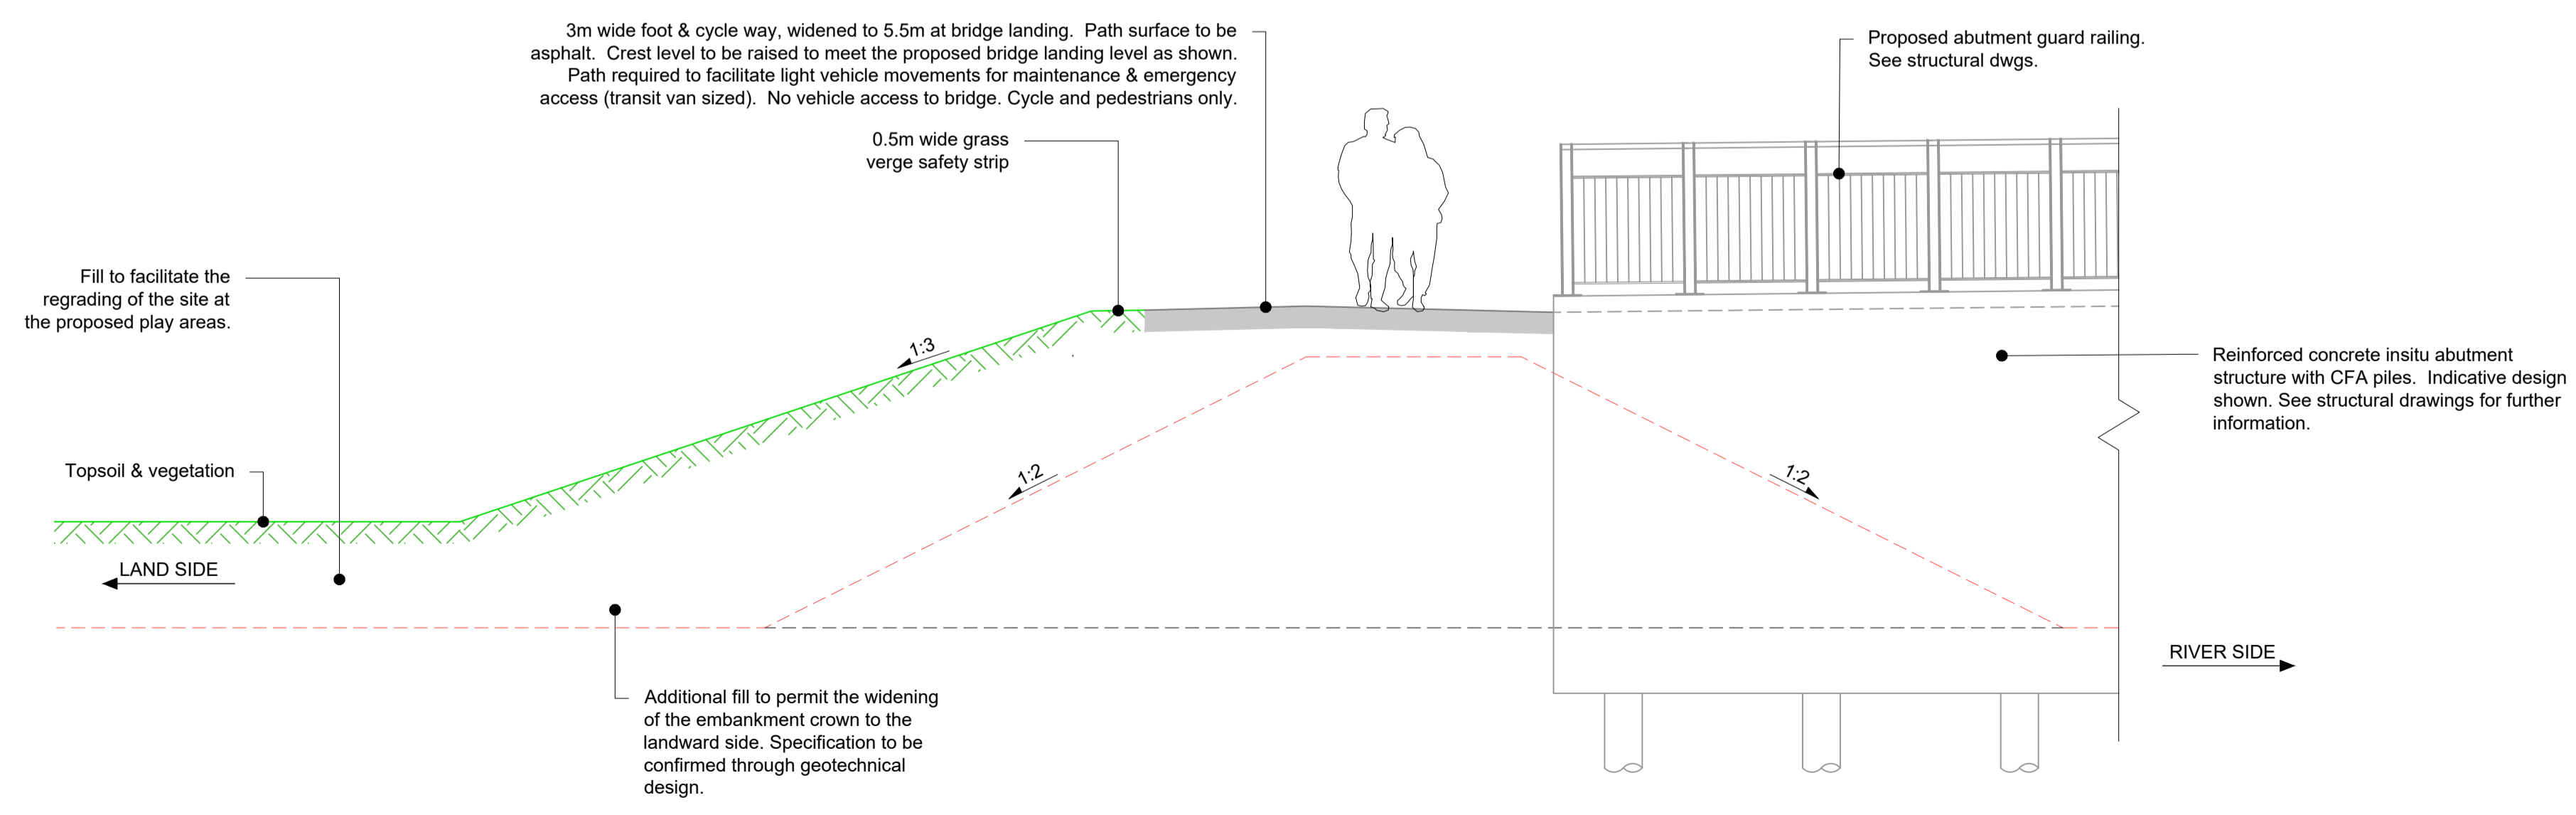 3m wide foot & cycle way, widened to 5.5m at bridge landing.  Path surface to be
asphalt.  Crest level to be raised to meet the proposed bridge landing level as shown.
Path required to facilitate light vehicle movements for maintenance & emergency
access (transit van sized).  No vehicle access to bridge. Cycle and pedestrians only.
Proposed abutment guard railing.
See structural dwgs.
0.5m wide grass
verge safety strip
Fill to facilitate the
regrading of the site at
the proposed play areas.
1:3
Reinforced concrete insitu abutment
structure with CFA piles.  Indicative design
shown. See structural drawings for further
information.
Topsoil & vegetation
1:2
1:2
LAND SIDE
RIVER SIDE
Additional fill to permit the widening
of the embankment crown to the
landward side. Specification to be
confirmed through geotechnical
design.